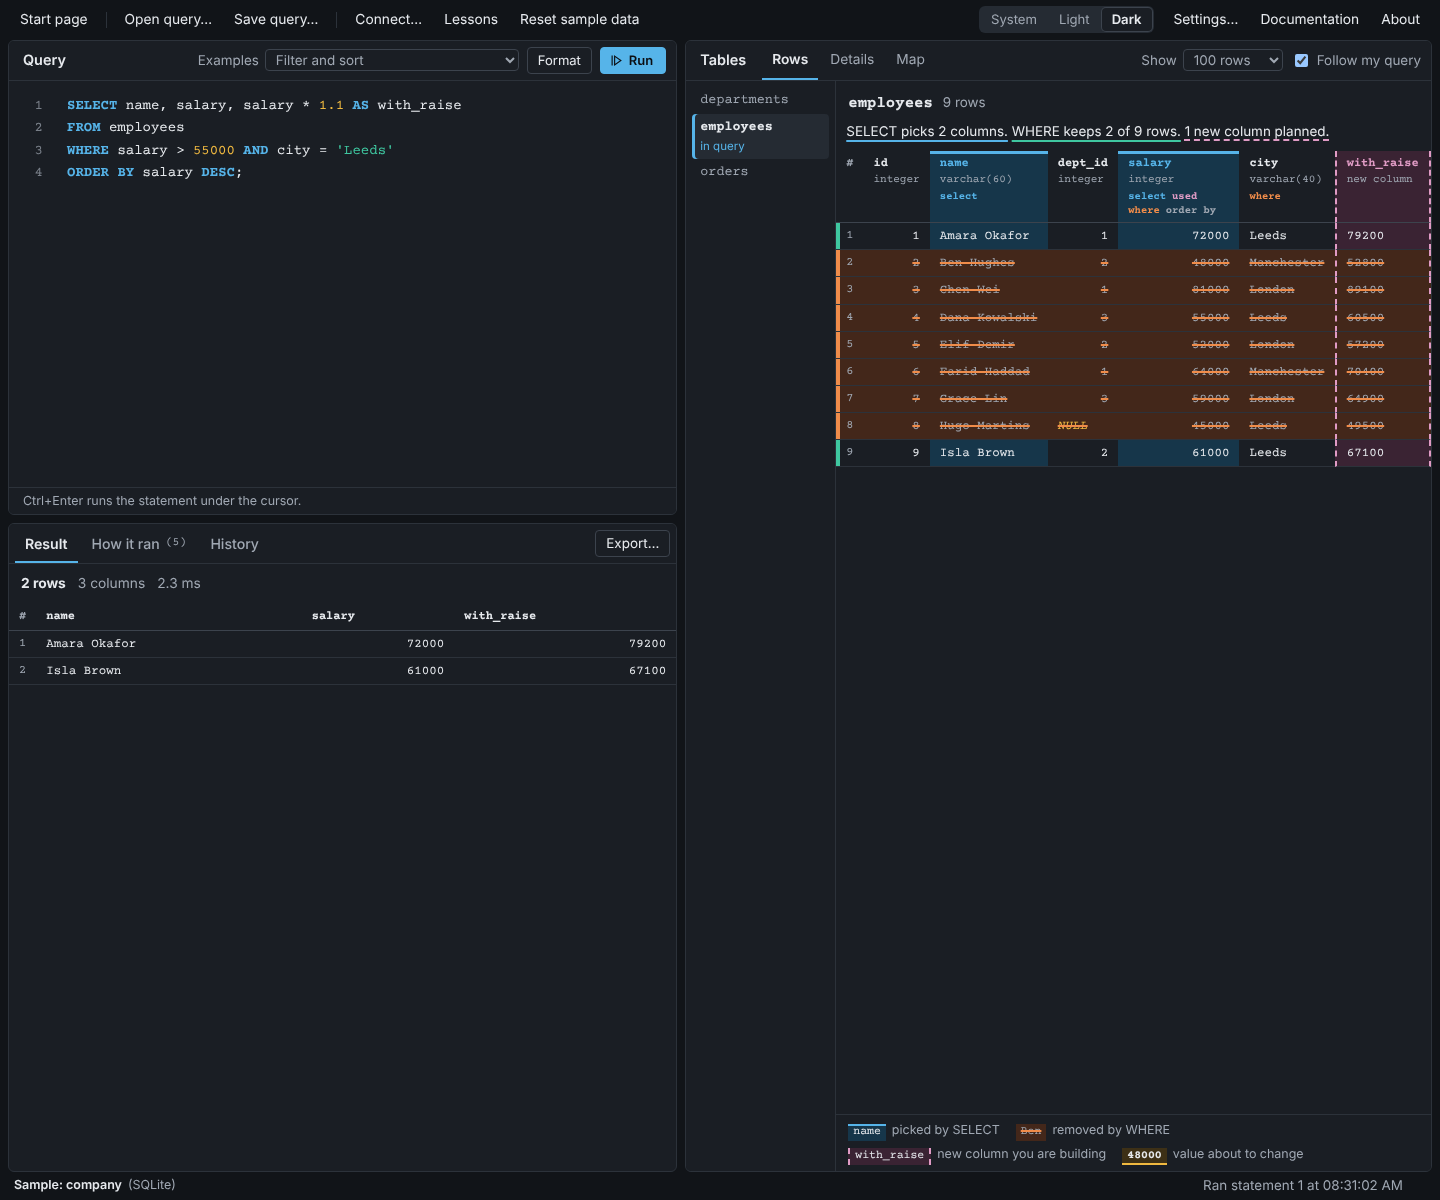 Start page Open query... Save query... Connect... Lessons Reset sample data System Light Dark Settings... Documentation About
Query Examples Filter and sort Format Run
1 SELECT name, salary, salary * 1.1 AS with_raise
2 FROM employees
3 WHERE salary > 55000 AND city = 'Leeds'
4 ORDER BY salary DESC;
Ctrl+Enter runs the statement under the cursor.
Result How it ran (5) History Export...
2 rows 3 columns 2.3 ms
# name salary with_raise
1 Amara Okafor 72000 79200
2 Isla Brown 61000 67100
Tables Rows Details Map Show 100 rows Follow my query
departments
employees
in query
orders
employees 9 rows
SELECT picks 2 columns. WHERE keeps 2 of 9 rows. 1 new column planned.
# id name dept_id salary city with_raise
integer varchar(60) integer integer varchar(40) new column
select select used where
where order by
1 1 Amara Okafor 1 72000 Leeds 79200
2 2 Ben Hughes 2 48000 Manchester 52800
3 3 Chen Wei 1 81000 London 89100
4 4 Dana Kowalski 3 55000 Leeds 60500
5 5 Elif Demir 2 52000 London 57200
6 6 Farid Haddad 1 64000 Manchester 70400
7 7 Grace Lin 3 59000 London 64900
8 8 Hugo Martins NULL 45000 Leeds 49500
9 9 Isla Brown 2 61000 Leeds 67100
name picked by SELECT Ben removed by WHERE
with_raise new column you are building 48000 value about to change
Sample: company (SQLite) Ran statement 1 at 08:31:02 AM